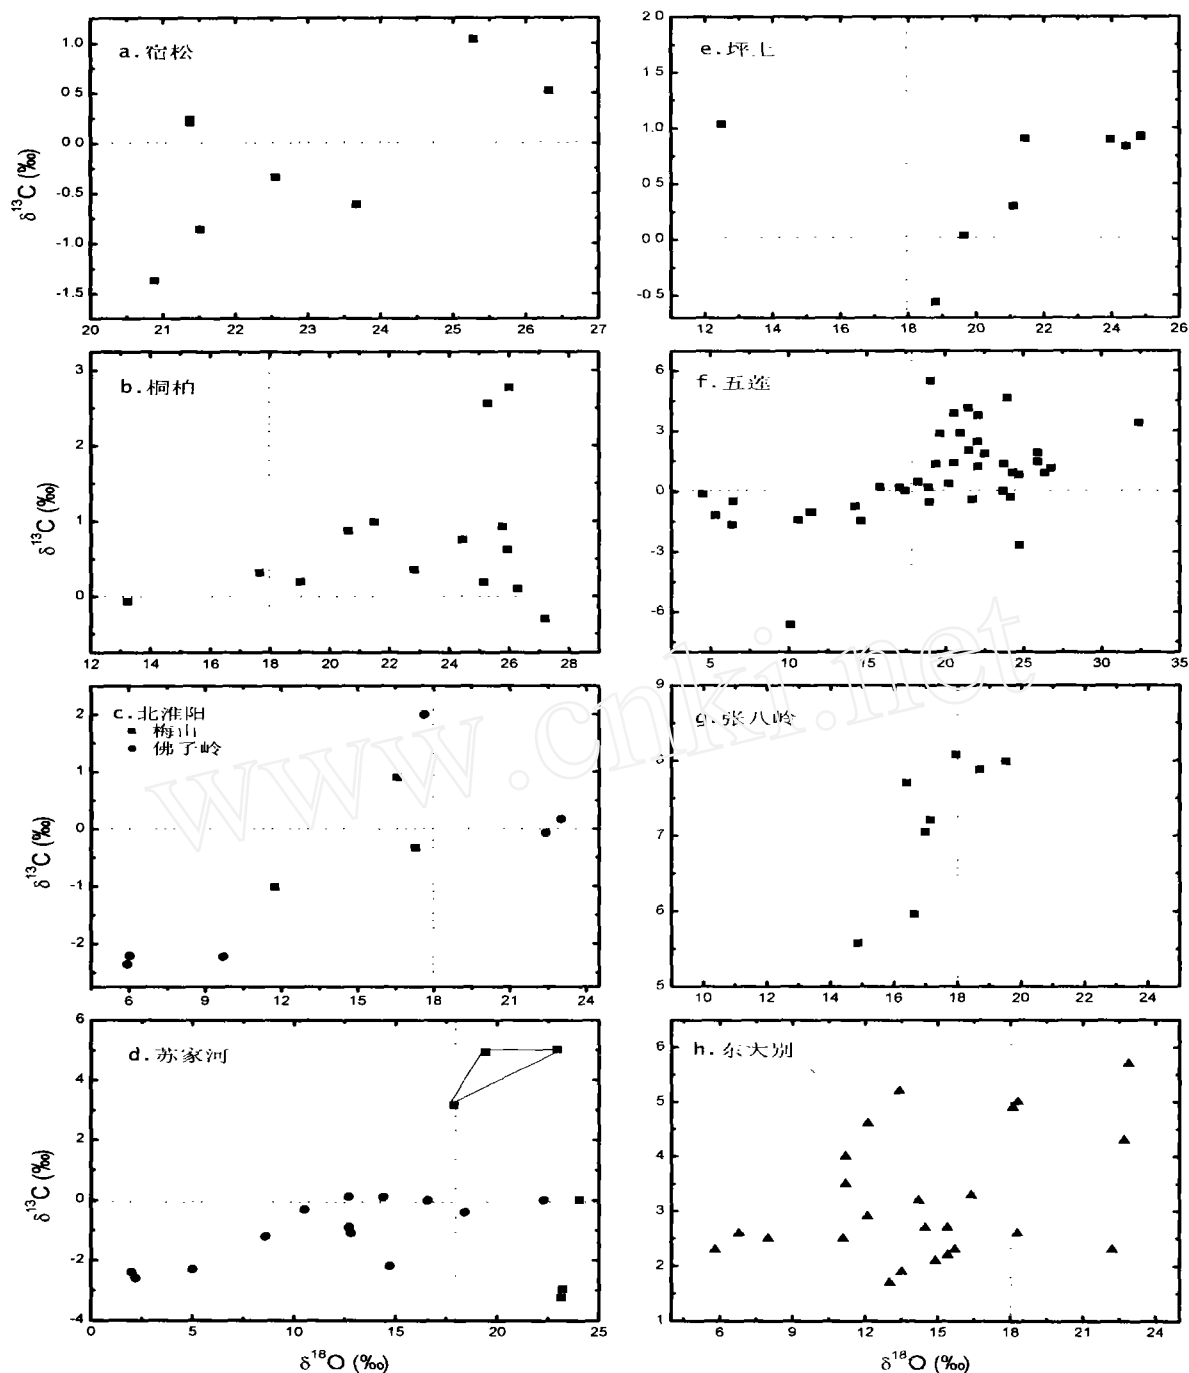 a.宿松
1.0
0 5
0 0
-0.5
-1.0
-1.5
20 21 22 23 24 25 26 27
δ¹³C (‰)
b.桐柏
3
2
1
0
12 14 16 18 20 22 24 26 28
δ¹³C (‰)
c.北淮阳
梅山
佛子岭
2
1
0
-1
-2
6 9 12 15 18 21 24
δ¹³C (‰)
d.苏家河
6
4
2
0
-2
-4
0 5 10 15 20 25
δ¹³C (‰)
δ¹⁸O (‰)
e.坪上
2.0
1.5
1.0
0 5
0 0
-0.5
12 14 16 18 20 22 24 26
f.五莲
6
3
0
-3
-6
5 10 15 20 25 30 35
g.张八岭
9
8
7
6
5
10 12 14 16 18 20 22 24
h.东大别
6
5
4
3
2
1
6 9 12 15 18 21 24
δ¹⁸O (‰)
www.cnki.net